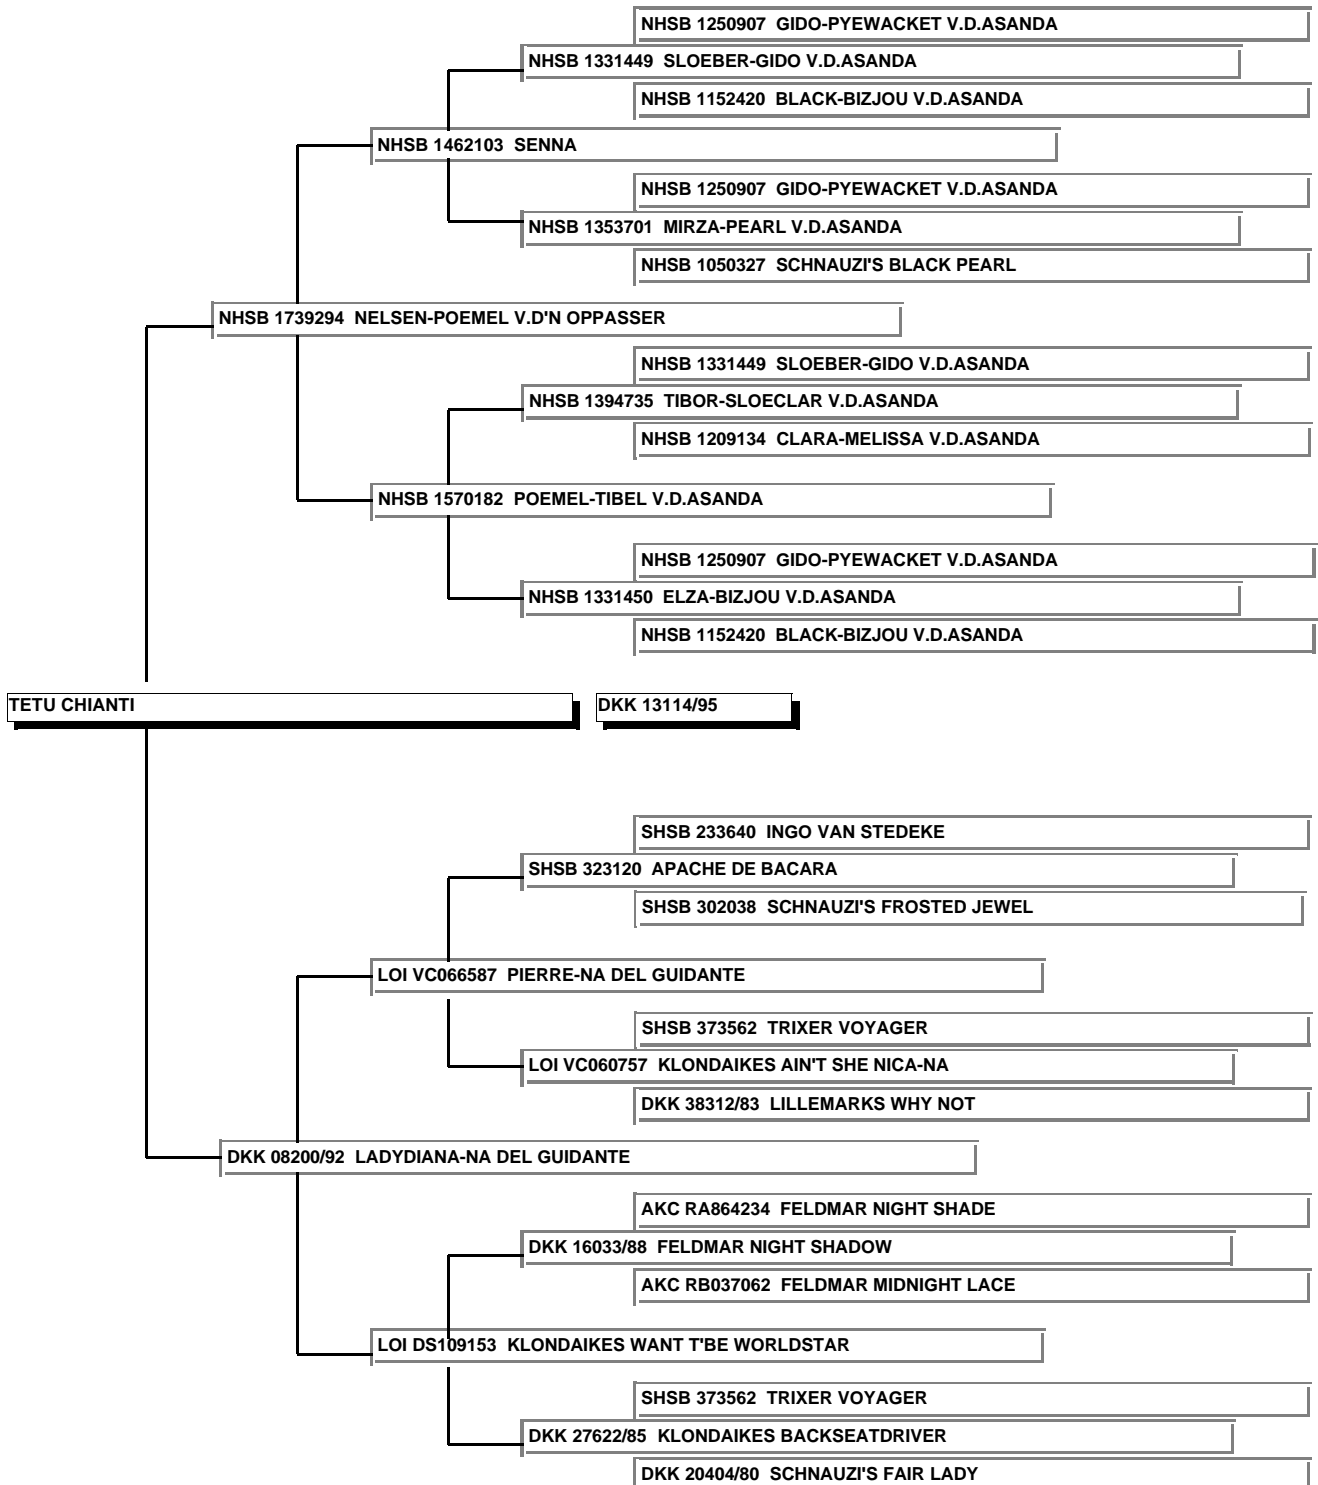 NHSB 1250907 GIDO-PYEWACKET V.D.ASANDA
NHSB 1331449 SLOEBER-GIDO V.D.ASANDA
NHSB 1152420 BLACK-BIZJOU V.D.ASANDA
NHSB 1462103 SENNA
NHSB 1250907 GIDO-PYEWACKET V.D.ASANDA
NHSB 1353701 MIRZA-PEARL V.D.ASANDA
NHSB 1050327 SCHNAUZI'S BLACK PEARL
NHSB 1739294 NELSEN-POEMEL V.D'N OPPASSER
NHSB 1331449 SLOEBER-GIDO V.D.ASANDA
NHSB 1394735 TIBOR-SLOECLAR V.D.ASANDA
NHSB 1209134 CLARA-MELISSA V.D.ASANDA
NHSB 1570182 POEMEL-TIBEL V.D.ASANDA
NHSB 1250907 GIDO-PYEWACKET V.D.ASANDA
NHSB 1331450 ELZA-BIZJOU V.D.ASANDA
NHSB 1152420 BLACK-BIZJOU V.D.ASANDA
TETU CHIANTI DKK 13114/95
SHSB 233640 INGO VAN STEDEKE
SHSB 323120 APACHE DE BACARA
SHSB 302038 SCHNAUZI'S FROSTED JEWEL
LOI VC066587 PIERRE-NA DEL GUIDANTE
SHSB 373562 TRIXER VOYAGER
LOI VC060757 KLONDAIKES AIN'T SHE NICA-NA
DKK 38312/83 LILLEMARKS WHY NOT
DKK 08200/92 LADYDIANA-NA DEL GUIDANTE
AKC RA864234 FELDMAR NIGHT SHADE
DKK 16033/88 FELDMAR NIGHT SHADOW
AKC RB037062 FELDMAR MIDNIGHT LACE
LOI DS109153 KLONDAIKES WANT T'BE WORLDSTAR
SHSB 373562 TRIXER VOYAGER
DKK 27622/85 KLONDAIKES BACKSEATDRIVER
DKK 20404/80 SCHNAUZI'S FAIR LADY